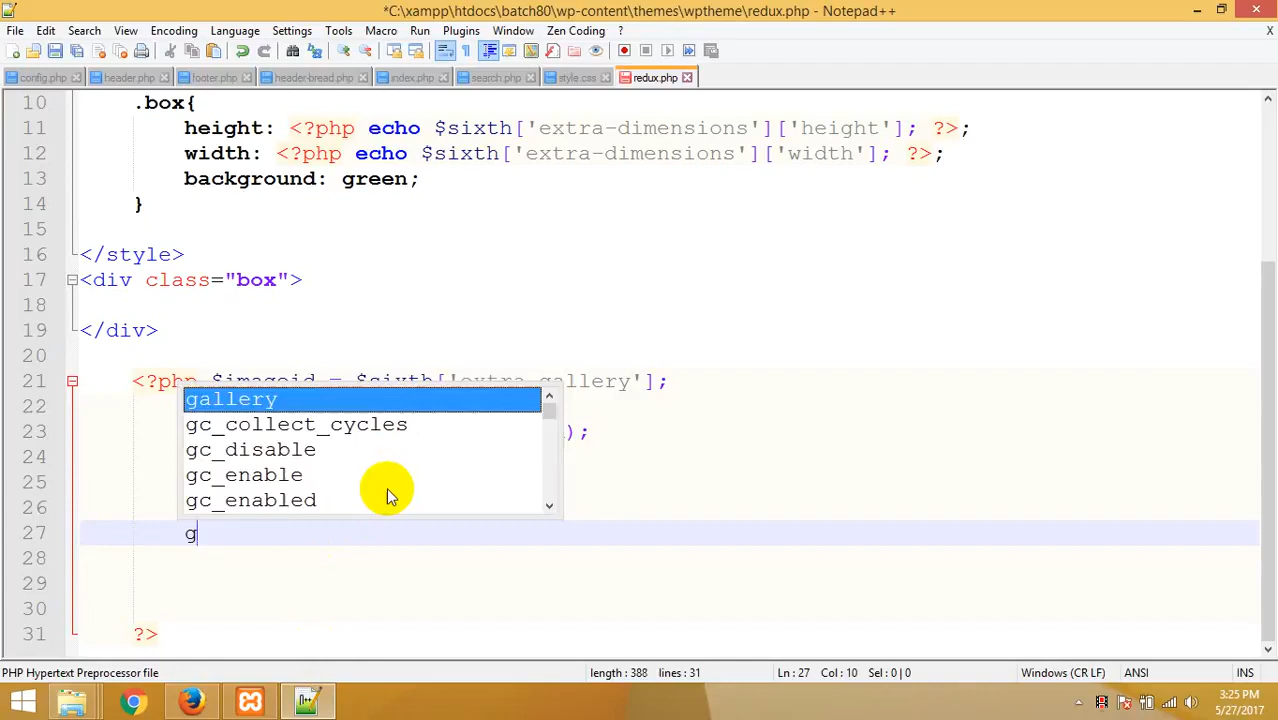 *C:\xampp\htdocs\batch80\wp-content\themes\wptheme\redux.php - Notepad++
File Edit Search View Encoding Language Settings Tools Macro Run Plugins Window Zen Coding ? X
config.php header.php footer.php header-bread.php index.php search.php style.css redux.php
10 .box{
11 height: <?php echo $sixth['extra-dimensions']['height']; ?>;
12 width: <?php echo $sixth['extra-dimensions']['width']; ?>;
13 background: green;
14 }
15
16 </style>
17 <div class="box">
18
19 </div>
20
21 <?php $imageid = $sixth['extra-gallery'];
22
gallery
23 );
gc_collect_cycles
24
gc_disable
25
gc_enable
26
gc_enabled
27 g
28
29
30
31 ?>
PHP Hypertext Preprocessor file length : 388 lines : 31 Ln : 27 Col : 10 Sel : 0 | 0 Windows (CR LF) ANSI INS
3:25 PM
5/27/2017